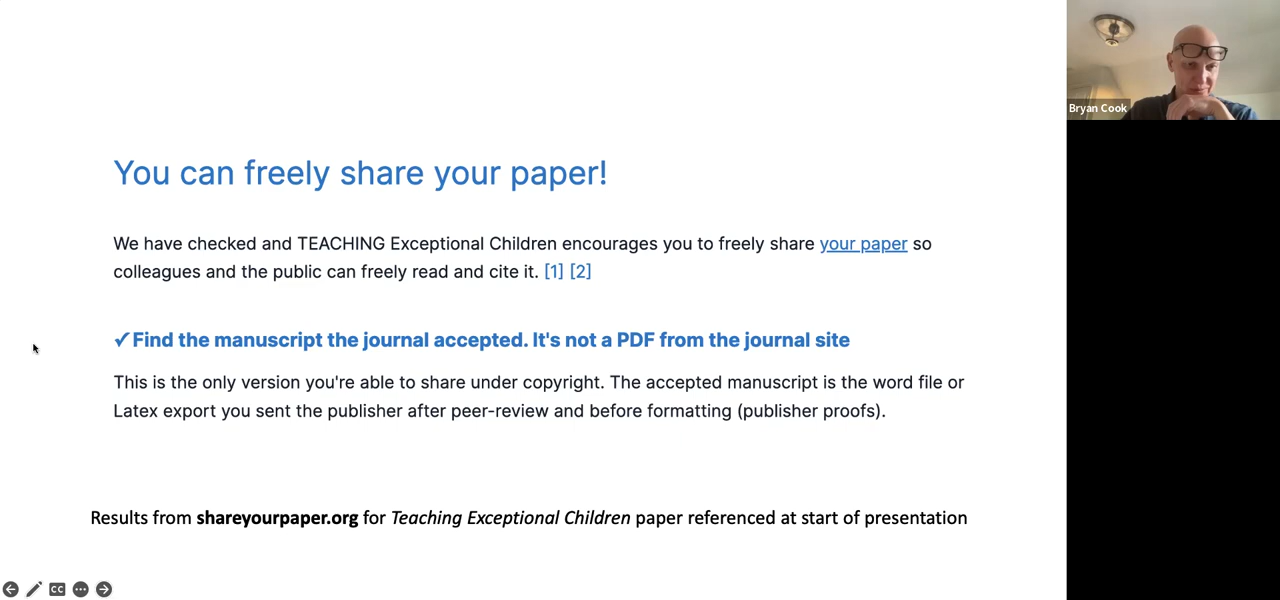 You can freely share your paper!
We have checked and TEACHING Exceptional Children encourages you to freely share your paper so
colleagues and the public can freely read and cite it. [1] [2]
✓Find the manuscript the journal accepted. It's not a PDF from the journal site
This is the only version you're able to share under copyright. The accepted manuscript is the word file or
Latex export you sent the publisher after peer-review and before formatting (publisher proofs).
Results from shareyourpaper.org for Teaching Exceptional Children paper referenced at start of presentation
Bryan Cook
CC